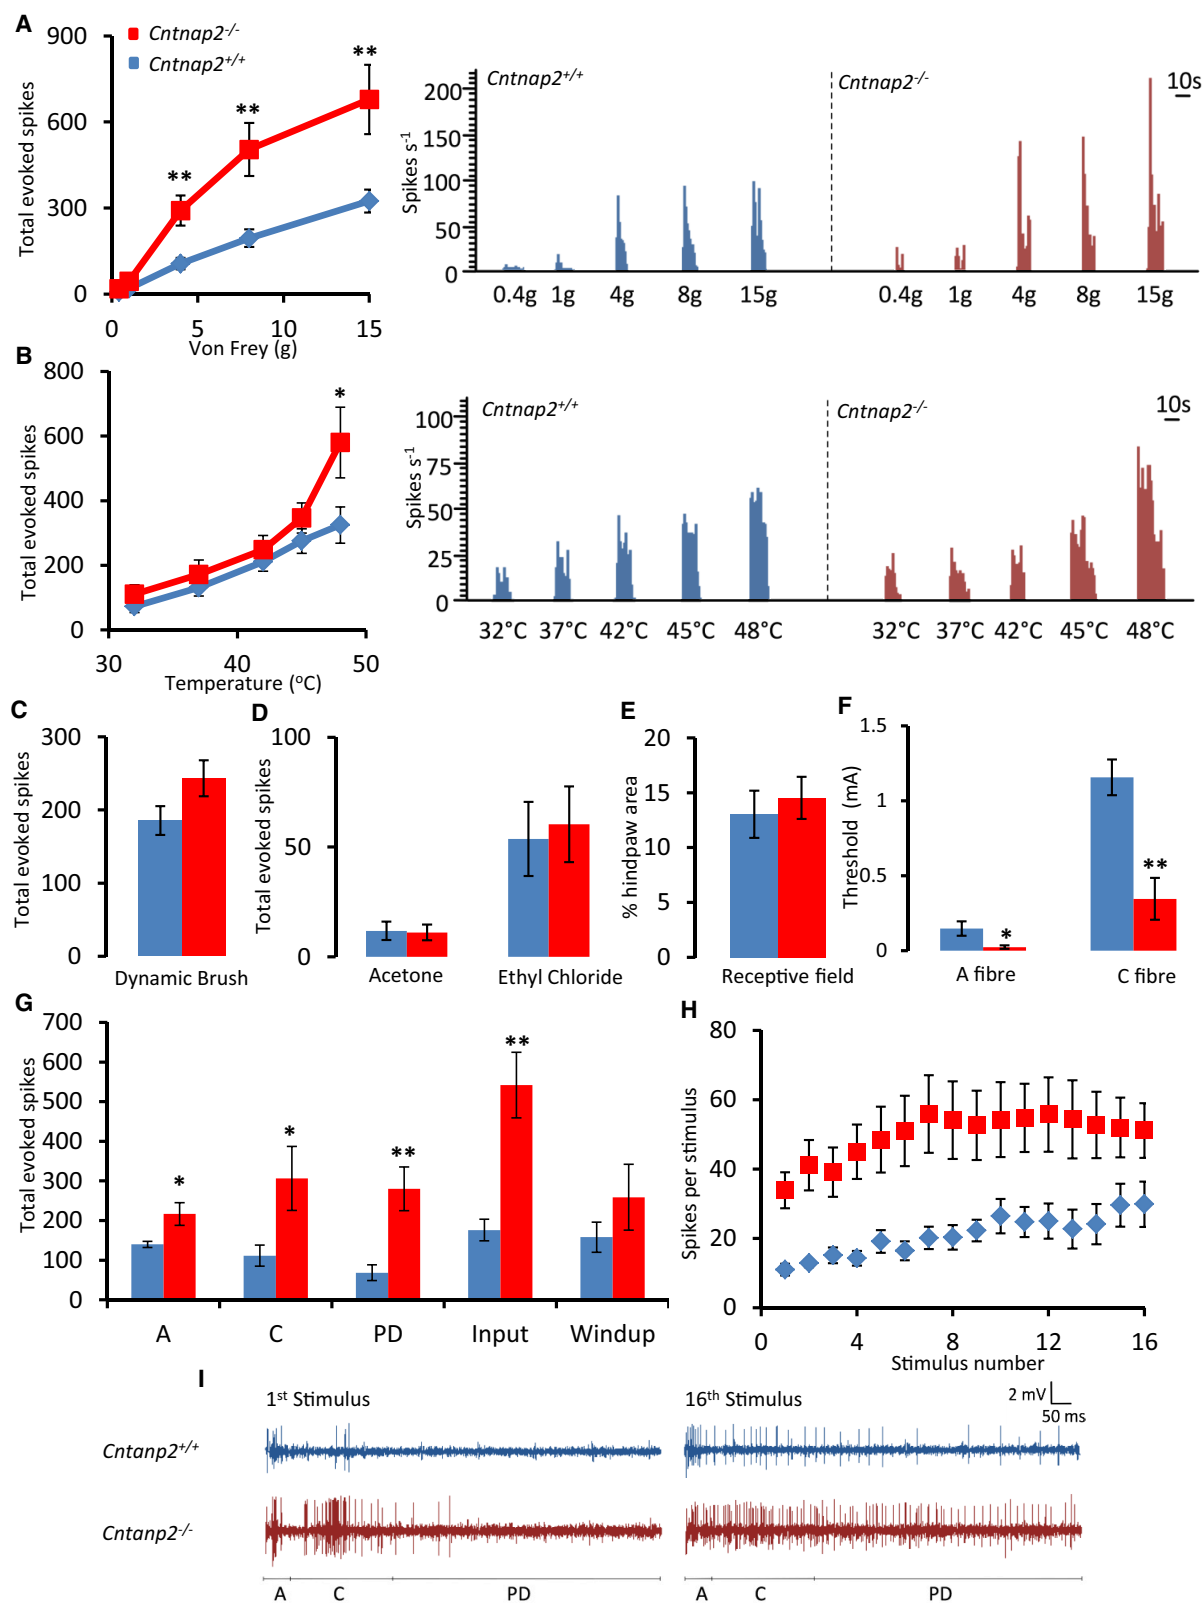 A
Cntnap2-/-
Cntnap2+/+
900
600
300
0
Total evoked spikes
0 5 10 15
Von Frey (g)
** ** **
Cntnap2+/+
Cntnap2-/-
10s
200
150
100
50
0
Spikes s-1
0.4g 1g 4g 8g 15g
0.4g 1g 4g 8g 15g
B
800
600
400
200
0
Total evoked spikes
30 40 50
Temperature (oC)
*
Cntnap2+/+
Cntnap2-/-
10s
100
75
50
25
0
Spikes s-1
32°C 37°C 42°C 45°C 48°C
32°C 37°C 42°C 45°C 48°C
C
300
200
100
0
Total evoked spikes
Dynamic Brush
D
100
50
0
Total evoked spikes
Acetone Ethyl Chloride
E
20
15
10
5
0
% hindpaw area
Receptive field
F
1.5
1
0.5
0
Threshold (mA)
* **
A fibre C fibre
G
700
600
500
400
300
200
100
0
Total evoked spikes
* * ** **
A C PD Input Windup
H
80
60
40
20
0
Spikes per stimulus
0 4 8 12 16
Stimulus number
I
1st Stimulus
16th Stimulus
2 mV
50 ms
Cntanp2+/+
Cntanp2-/-
A C PD
A C PD